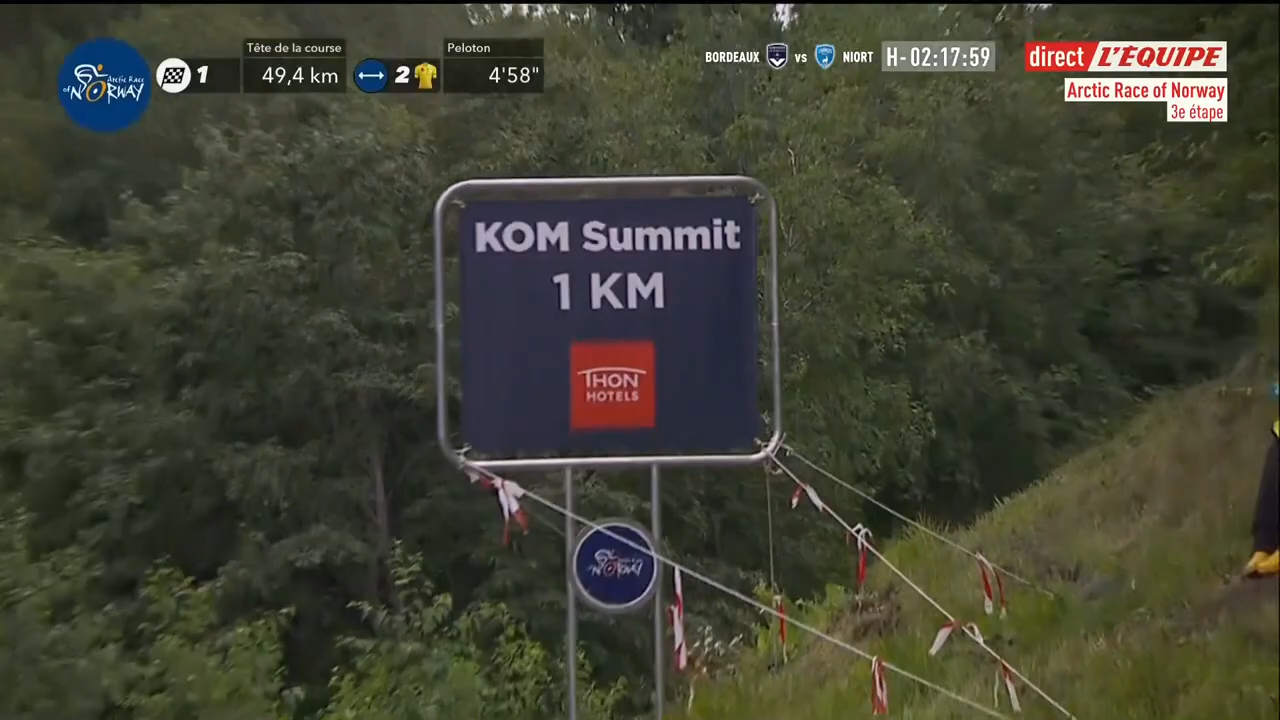 Tête de la course
Peloton
Arctic Race
of NORWAY
1
49,4 km
2
4'58"
BORDEAUX vs NIORT H-02:17:59
direct L'ÉQUIPE
Arctic Race of Norway
3e étape
KOM Summit
1 KM
THON
HOTELS
NORWAY